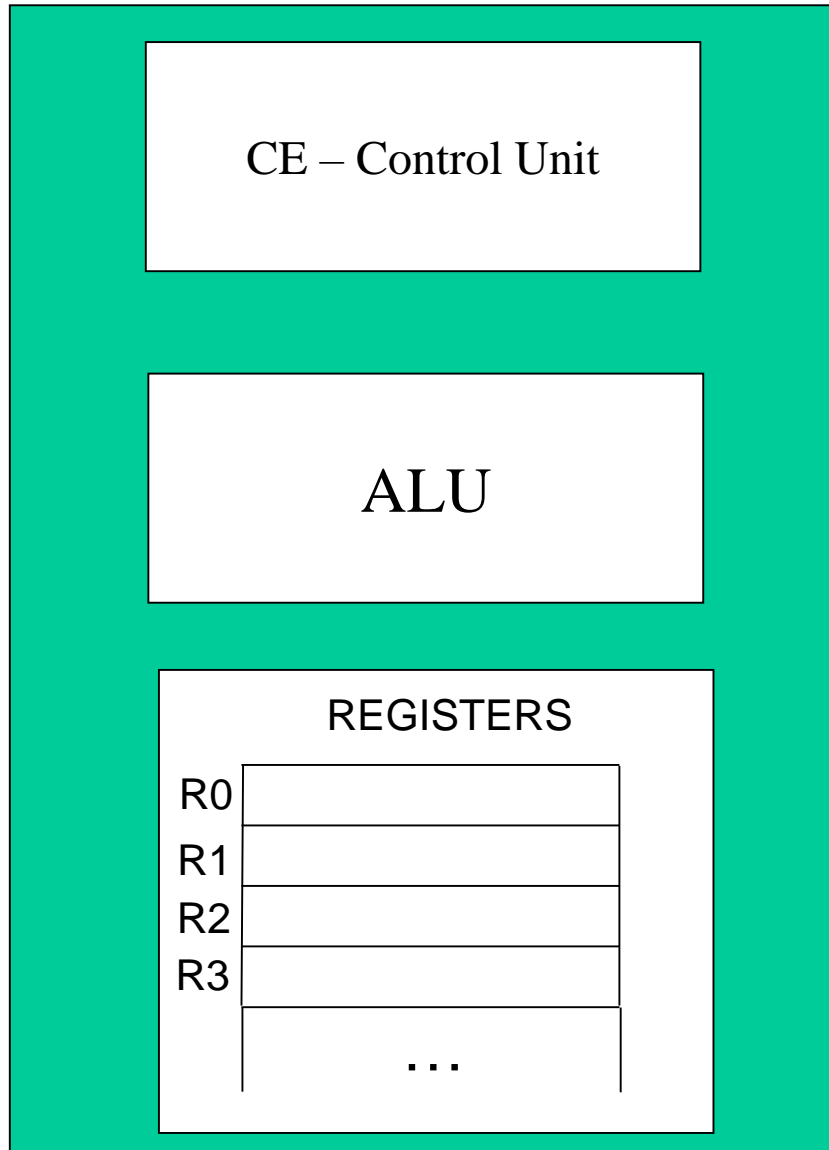 CE – Control Unit
ALU
REGISTERS
R0
R1
R2
R3
...